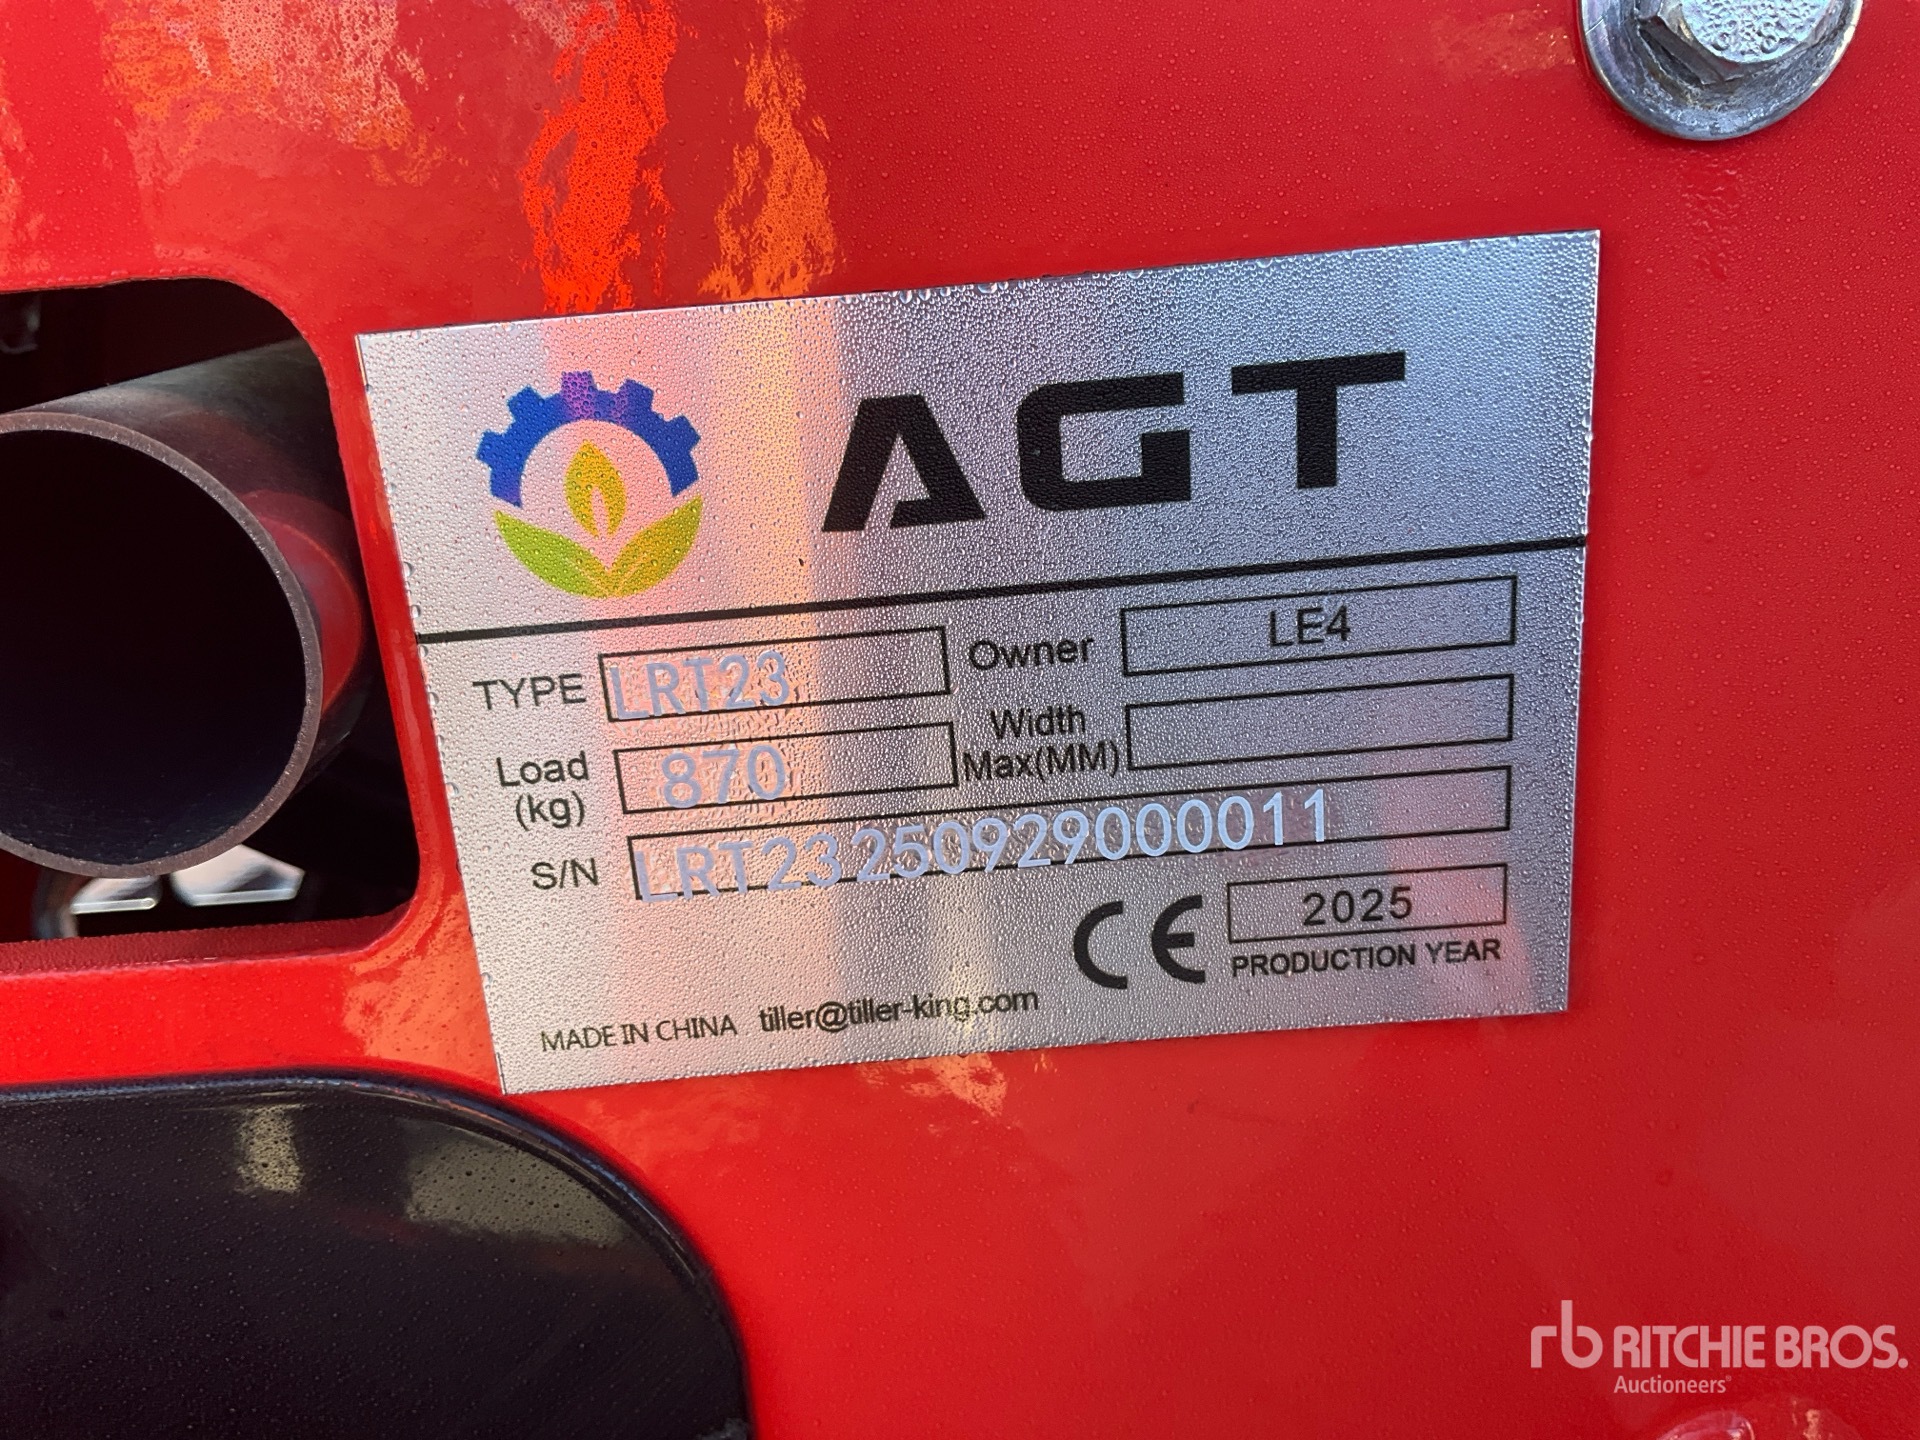 AGT
TYPE LRT23 Owner LE4
Load (kg) 870 Width Max(MM)
S/N LRT23250929000011
CE 2025
PRODUCTION YEAR
MADE IN CHINA tiller@tiller-king.com
rb RITCHIE BROS.
Auctioneers